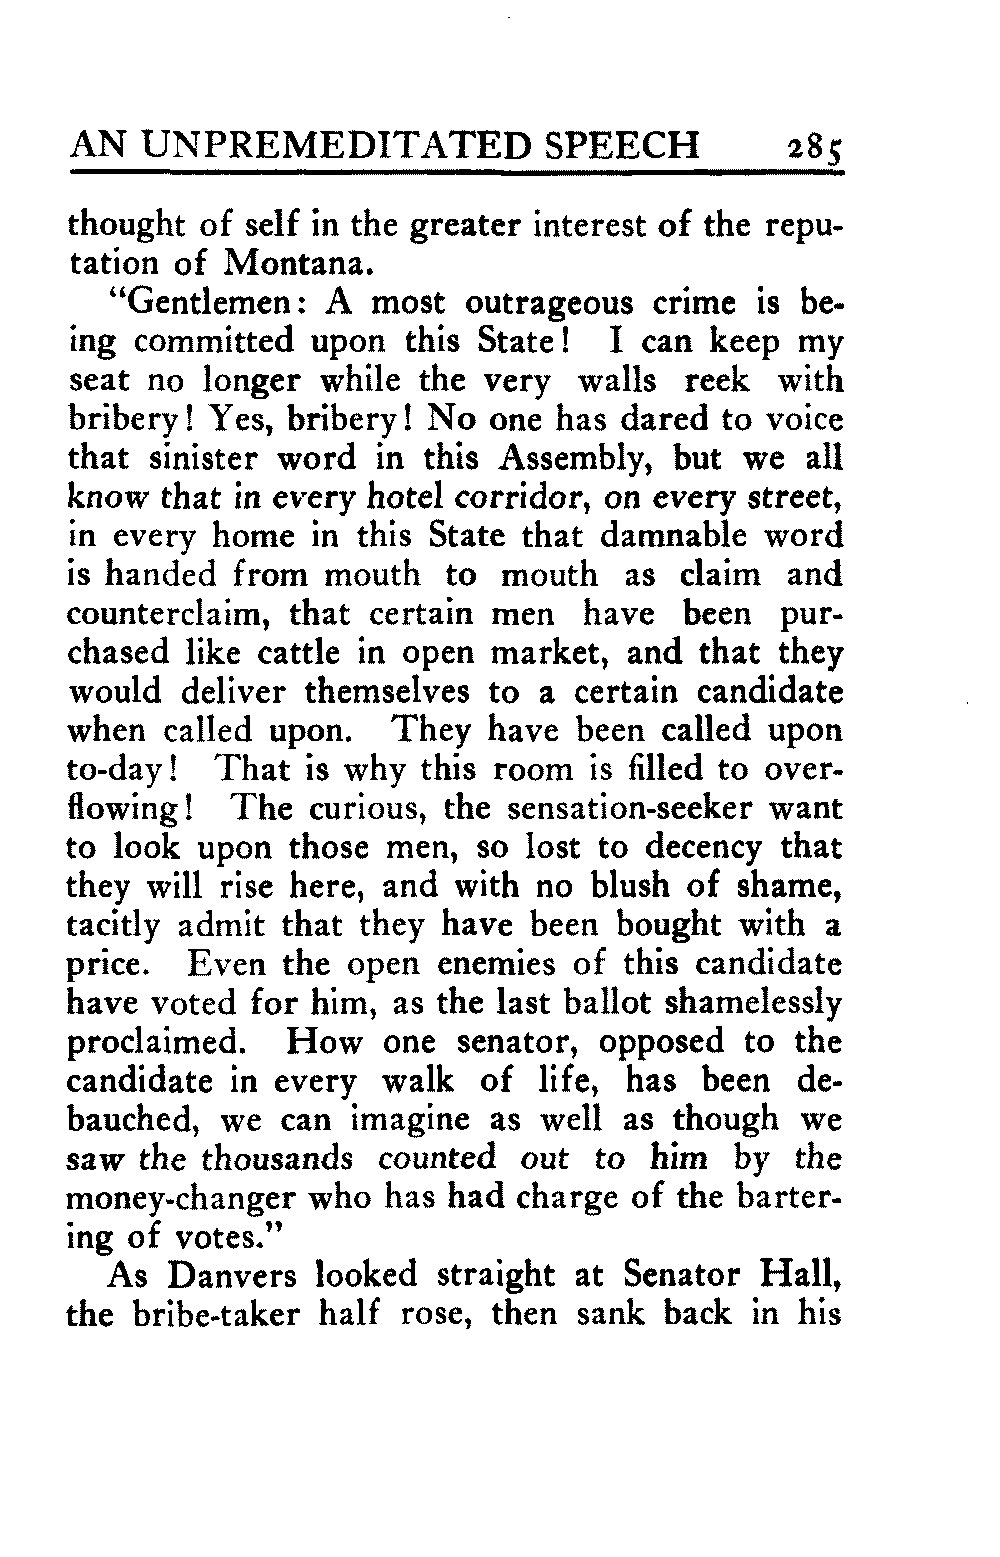 AN UNPREMEDITATED SPEECH 285
thought of self in the greater interest of the repu-
tation of Montana.
“Gentlemen: A most outrageous crime is be-
ing committed upon this State! I can keep my
seat no longer while the very walls reek with
bribery! Yes, bribery! No one has dared to voice
that sinister word in this Assembly, but we all
know that in every hotel corridor, on every street,
in every home in this State that damnable word
is handed from mouth to mouth as claim and
counterclaim, that certain men have been pur-
chased like cattle in open market, and that they
would deliver themselves to a certain candidate
when called upon. They have been called upon
to-day! That is why this room is filled to over-
flowing! The curious, the sensation-seeker want
to look upon those men, so lost to decency that
they will rise here, and with no blush of shame,
tacitly admit that they have been bought with a
price. Even the open enemies of this candidate
have voted for him, as the last ballot shamelessly
proclaimed. How one senator, opposed to the
candidate in every walk of life, has been de-
bauched, we can imagine as well as though we
saw the thousands counted out to him by the
money-changer who has had charge of the barter-
ing of votes.”
As Danvers looked straight at Senator Hall,
the bribe-taker half rose, then sank back in his